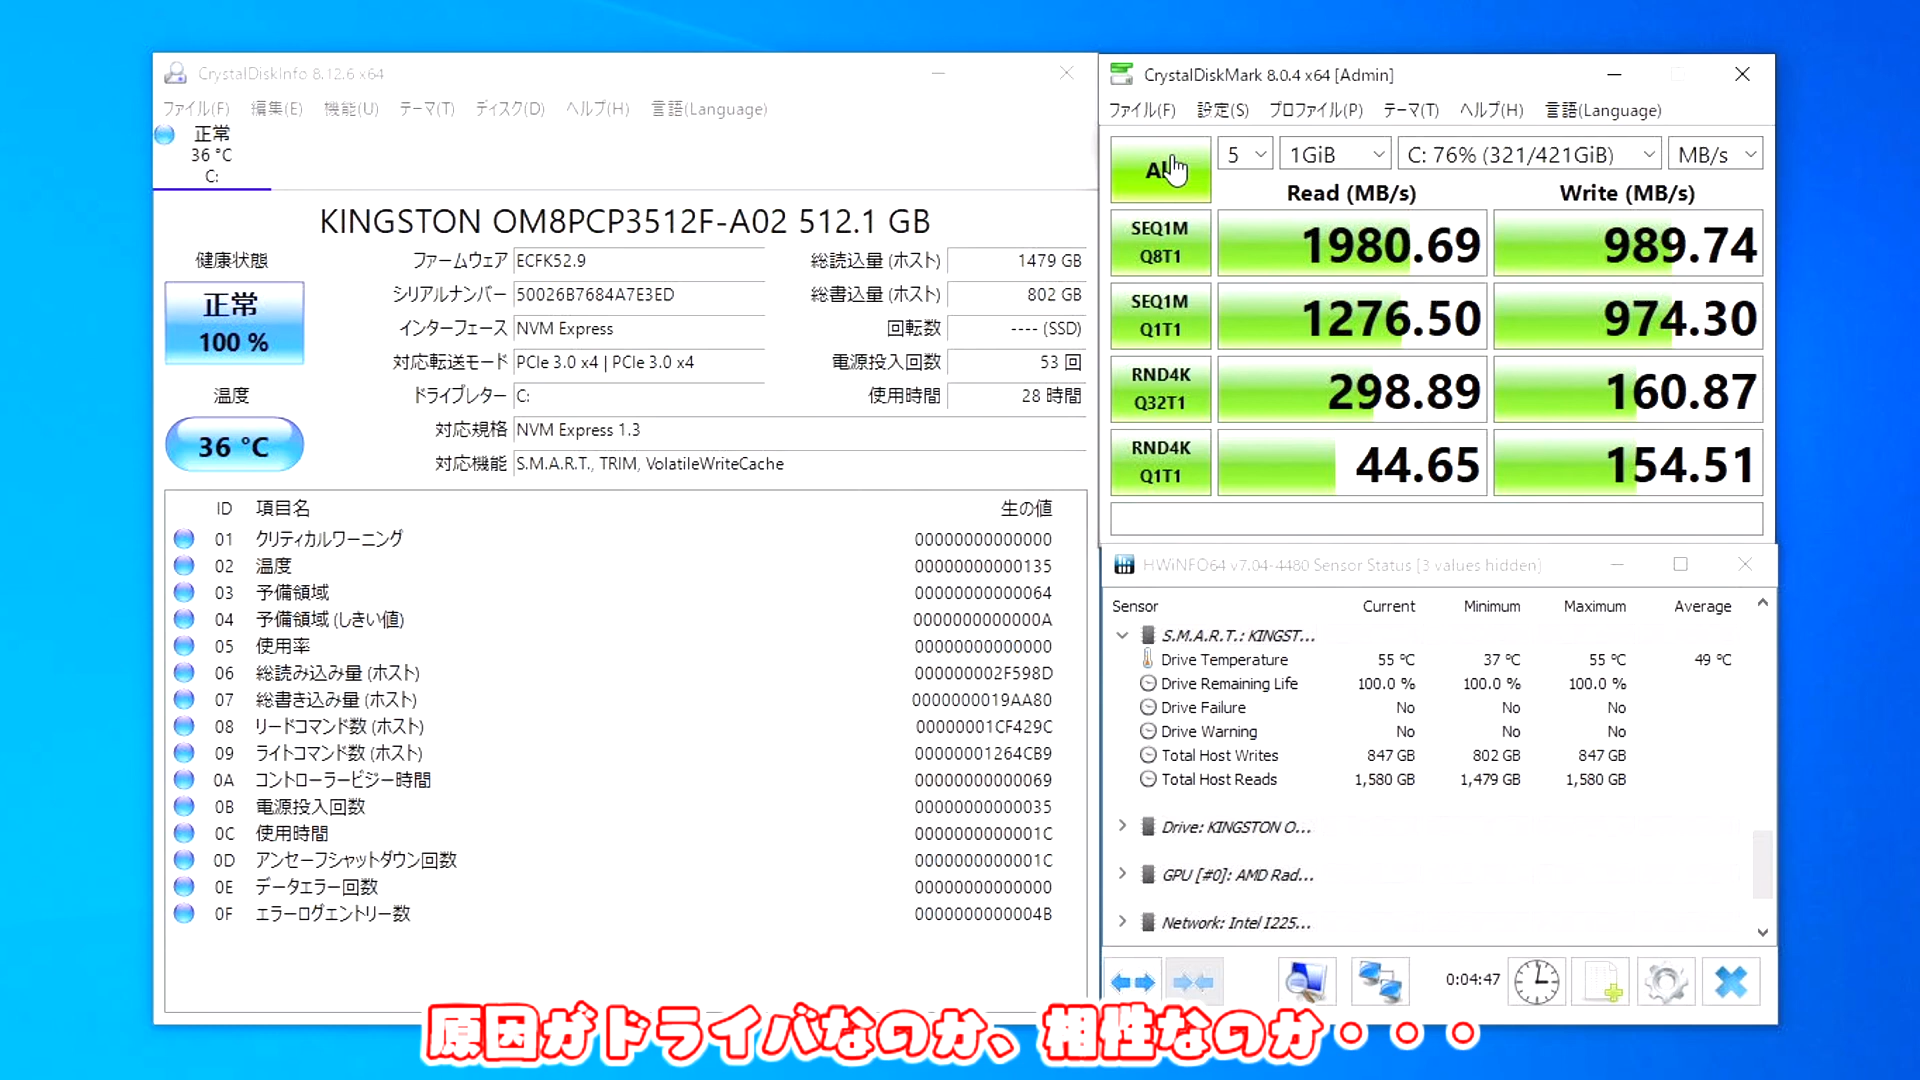 CrystalDiskInfo 8.12.6 x64
ファイル(F) 編集(E) 機能(U) テーマ(T) ディスク(D) ヘルプ(H) 言語(Language)
正常
36 °C
C:
KINGSTON OM8PCP3512F-A02 512.1 GB
健康状態
正常
100 %
温度
36 °C
ファームウェア ECFK52.9
シリアルナンバー 50026B7684A7E3ED
インターフェース NVM Express
対応転送モード PCIe 3.0 x4 | PCIe 3.0 x4
ドライブレター C:
対応規格 NVM Express 1.3
対応機能 S.M.A.R.T., TRIM, VolatileWriteCache
総読込量 (ホスト) 1479 GB
総書込量 (ホスト) 802 GB
回転数 ---- (SSD)
電源投入回数 53 回
使用時間 28 時間
ID 項目名 生の値
01 クリティカルワーニング 00000000000000
02 温度 00000000000135
03 予備領域 00000000000064
04 予備領域 (しきい値) 0000000000000A
05 使用率 00000000000000
06 総読み込み量 (ホスト) 000000002F598D
07 総書き込み量 (ホスト) 0000000019AA80
08 リードコマンド数 (ホスト) 00000001CF429C
09 ライトコマンド数 (ホスト) 00000001264CB9
0A コントローラービジー時間 00000000000069
0B 電源投入回数 00000000000035
0C 使用時間 0000000000001C
0D アンセーフシャットダウン回数 0000000000001C
0E データエラー回数 00000000000000
0F エラーログエントリー数 0000000000004B
CrystalDiskMark 8.0.4 x64 [Admin]
ファイル(F) 設定(S) プロファイル(P) テーマ(T) ヘルプ(H) 言語(Language)
5 1GiB C: 76% (321/421GiB) MB/s
Read (MB/s) Write (MB/s)
SEQ1M
Q8T1
1980.69 989.74
SEQ1M
Q1T1
1276.50 974.30
RND4K
Q32T1
298.89 160.87
RND4K
Q1T1
44.65 154.51
HWiNFO64 v7.04-4480 Sensor Status [3 values hidden]
Sensor Current Minimum Maximum Average
S.M.A.R.T.: KINGST...
Drive Temperature 55 °C 37 °C 55 °C 49 °C
Drive Remaining Life 100.0 % 100.0 % 100.0 %
Drive Failure No No No
Drive Warning No No No
Total Host Writes 847 GB 802 GB 847 GB
Total Host Reads 1,580 GB 1,479 GB 1,580 GB
Drive: KINGSTON O...
GPU [#0]: AMD Rad...
Network: Intel I225...
0:04:47
原因がドライバなのか、相性なのか・・・